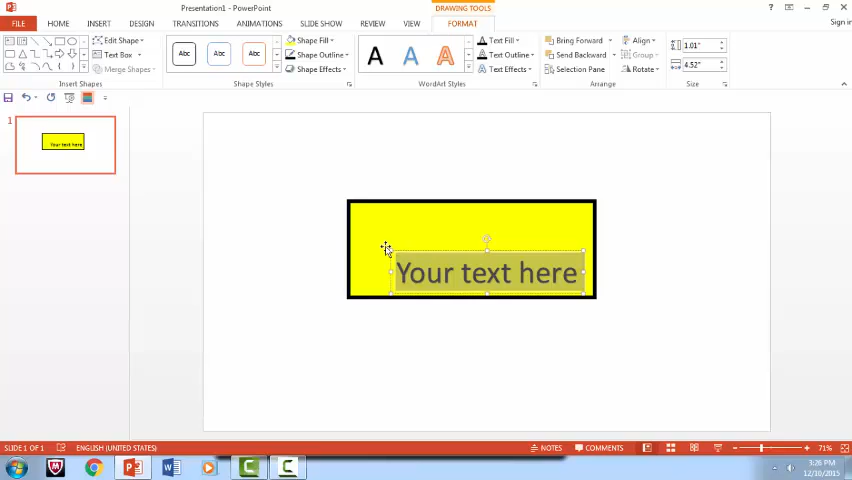 Presentation1 - PowerPoint
DRAWING TOOLS
FILE HOME INSERT DESIGN TRANSITIONS ANIMATIONS SLIDE SHOW REVIEW VIEW FORMAT
Sign in
Edit Shape
Text Box
Merge Shapes
Insert Shapes
Abc Abc Abc
Shape Fill
Shape Outline
Shape Effects
Shape Styles
A A A
Text Fill
Text Outline
Text Effects
WordArt Styles
Bring Forward
Send Backward
Selection Pane
Align
Group
Rotate
Arrange
1.01"
4.52"
Size
1
Your text here
Your text here
SLIDE 1 OF 1 ENGLISH (UNITED STATES) NOTES COMMENTS 71%
3:26 PM
12/10/2015